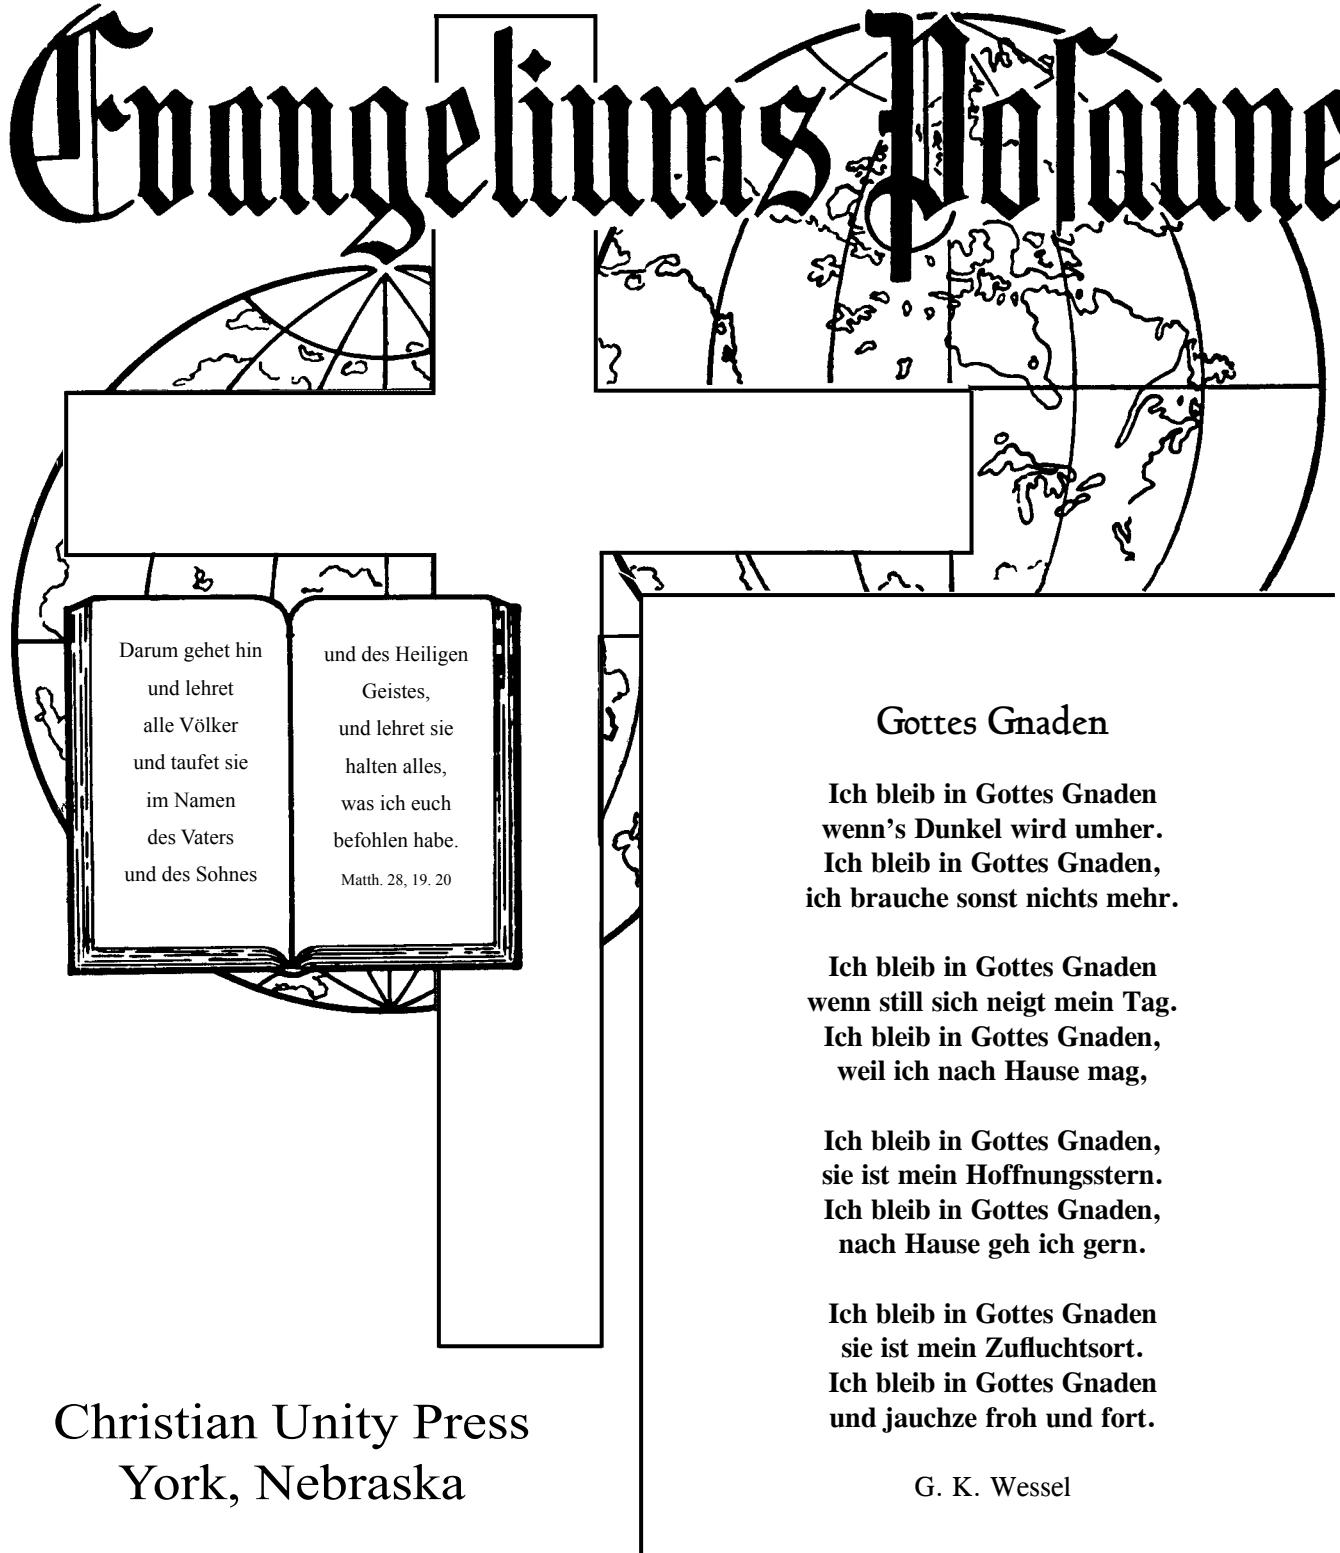 Evangeliums Posaune
Darum gehet hin
und lehret
alle Völker
und taufet sie
im Namen
des Vaters
und des Sohnes
und des Heiligen
Geistes,
und lehret sie
halten alles,
was ich euch
befohlen habe.
Matth. 28, 19. 20
Gottes Gnaden
Ich bleib in Gottes Gnaden
wenn’s Dunkel wird umher.
Ich bleib in Gottes Gnaden,
ich brauche sonst nichts mehr.
Ich bleib in Gottes Gnaden
wenn still sich neigt mein Tag.
Ich bleib in Gottes Gnaden,
weil ich nach Hause mag,
Ich bleib in Gottes Gnaden,
sie ist mein Hoffnungsstern.
Ich bleib in Gottes Gnaden,
nach Hause geh ich gern.
Ich bleib in Gottes Gnaden
sie ist mein Zufluchtsort.
Ich bleib in Gottes Gnaden
und jauchze froh und fort.
G. K. Wessel
Christian Unity Press
York, Nebraska